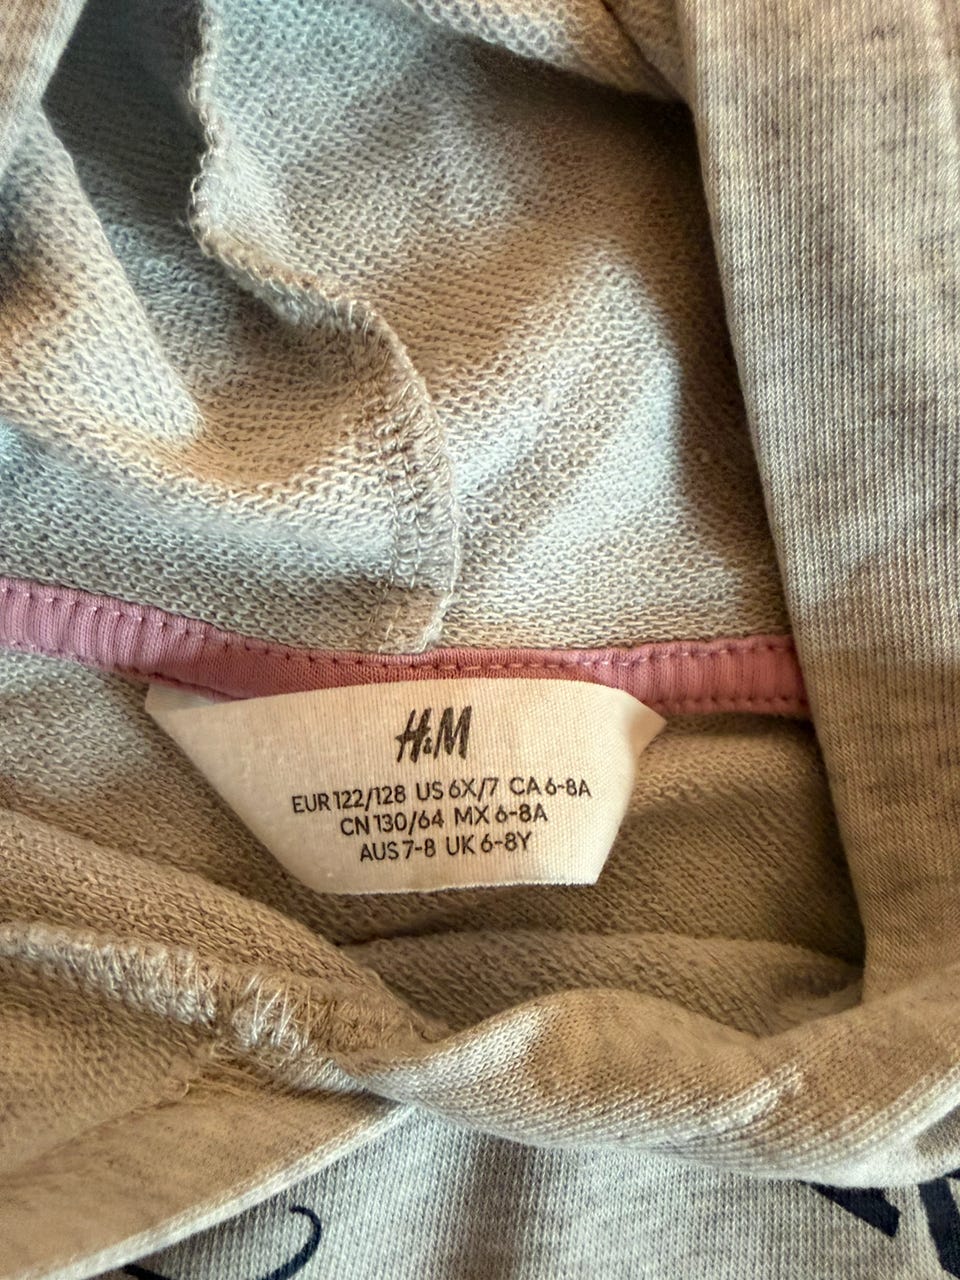 H&M
EUR 122/128 US 6X/7 CA 6-8A
CN 130/64 MX 6-8A
AUS 7-8 UK 6-8Y